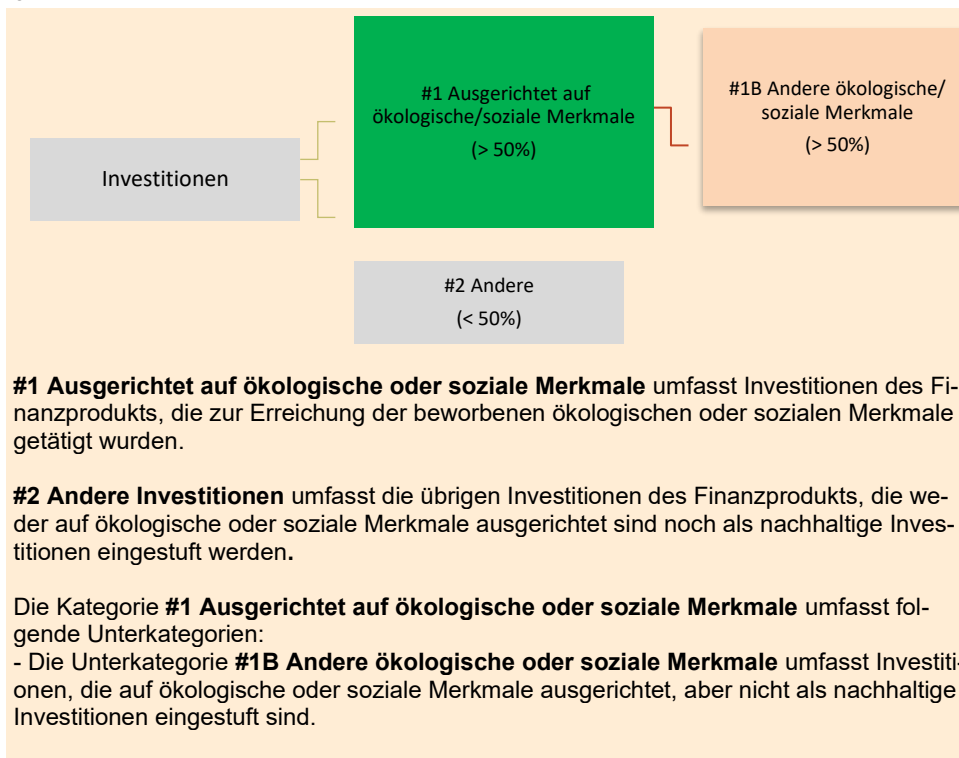 Investitionen
#1 Ausgerichtet auf
ökologische/soziale Merkmale
(> 50%)
#1B Andere ökologische/
soziale Merkmale
(> 50%)
#2 Andere
(< 50%)
#1 Ausgerichtet auf ökologische oder soziale Merkmale umfasst Investitionen des Fi-
nanzprodukts, die zur Erreichung der beworbenen ökologischen oder sozialen Merkmale
getätigt wurden.
#2 Andere Investitionen umfasst die übrigen Investitionen des Finanzprodukts, die we-
der auf ökologische oder soziale Merkmale ausgerichtet sind noch als nachhaltige Inves-
titionen eingestuft werden.
Die Kategorie #1 Ausgerichtet auf ökologische oder soziale Merkmale umfasst fol-
gende Unterkategorien:
- Die Unterkategorie #1B Andere ökologische oder soziale Merkmale umfasst Investiti-
onen, die auf ökologische oder soziale Merkmale ausgerichtet, aber nicht als nachhaltige
Investitionen eingestuft sind.